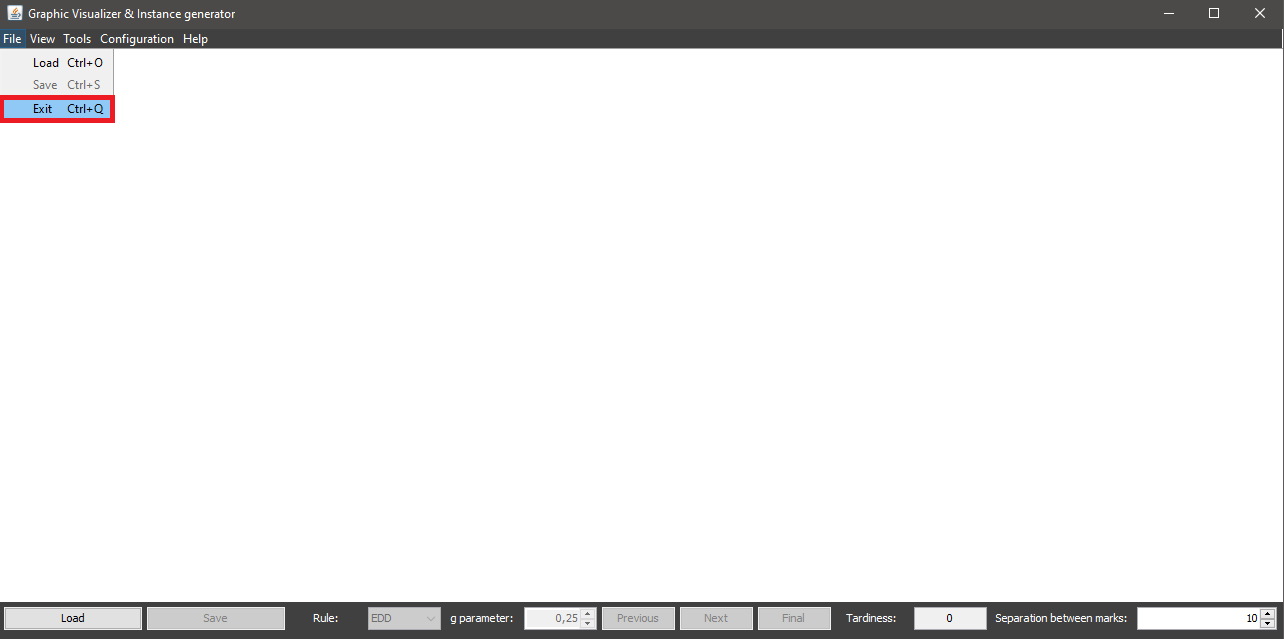 Graphic Visualizer & Instance generator
File View Tools Configuration Help
Load Ctrl+O
Save Ctrl+S
Exit Ctrl+Q
Load Save Rule: EDD g parameter: 0,25 Previous Next Final Tardiness: 0 Separation between marks: 10